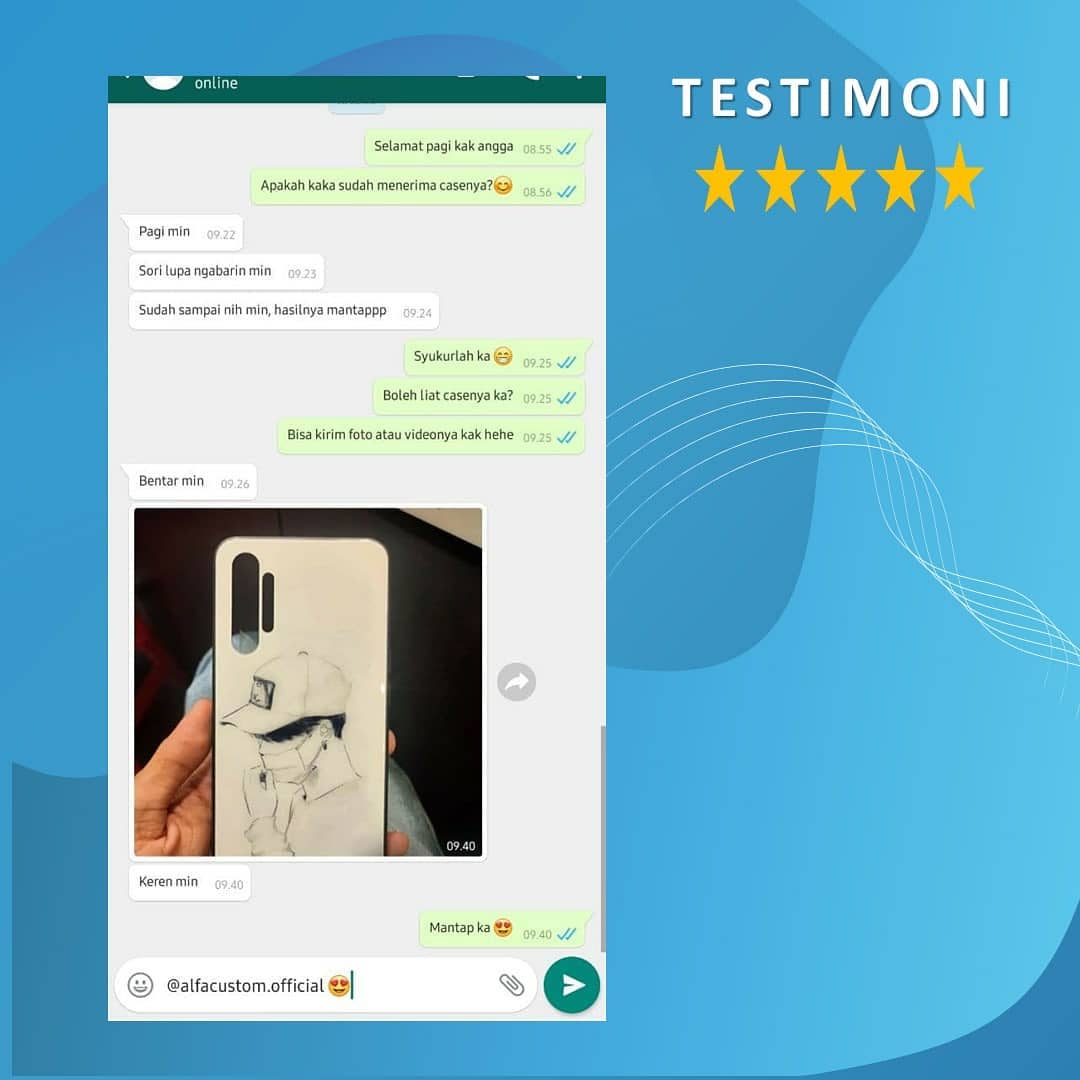 online
TESTIMONI
Selamat pagi kak angga 08.55
Apakah kaka sudah menerima casenya?😊 08.56
Pagi min 09.22
Sori lupa ngabarin min 09.23
Sudah sampai nih min, hasilnya mantappp 09.24
Syukurlah ka😁 09.25
Boleh liat casenya ka? 09.25
Bisa kirim foto atau videonya kak hehe 09.25
Bentar min 09.26
09.40
Keren min 09.40
Mantap ka😍 09.40
@alfacustom.official😍